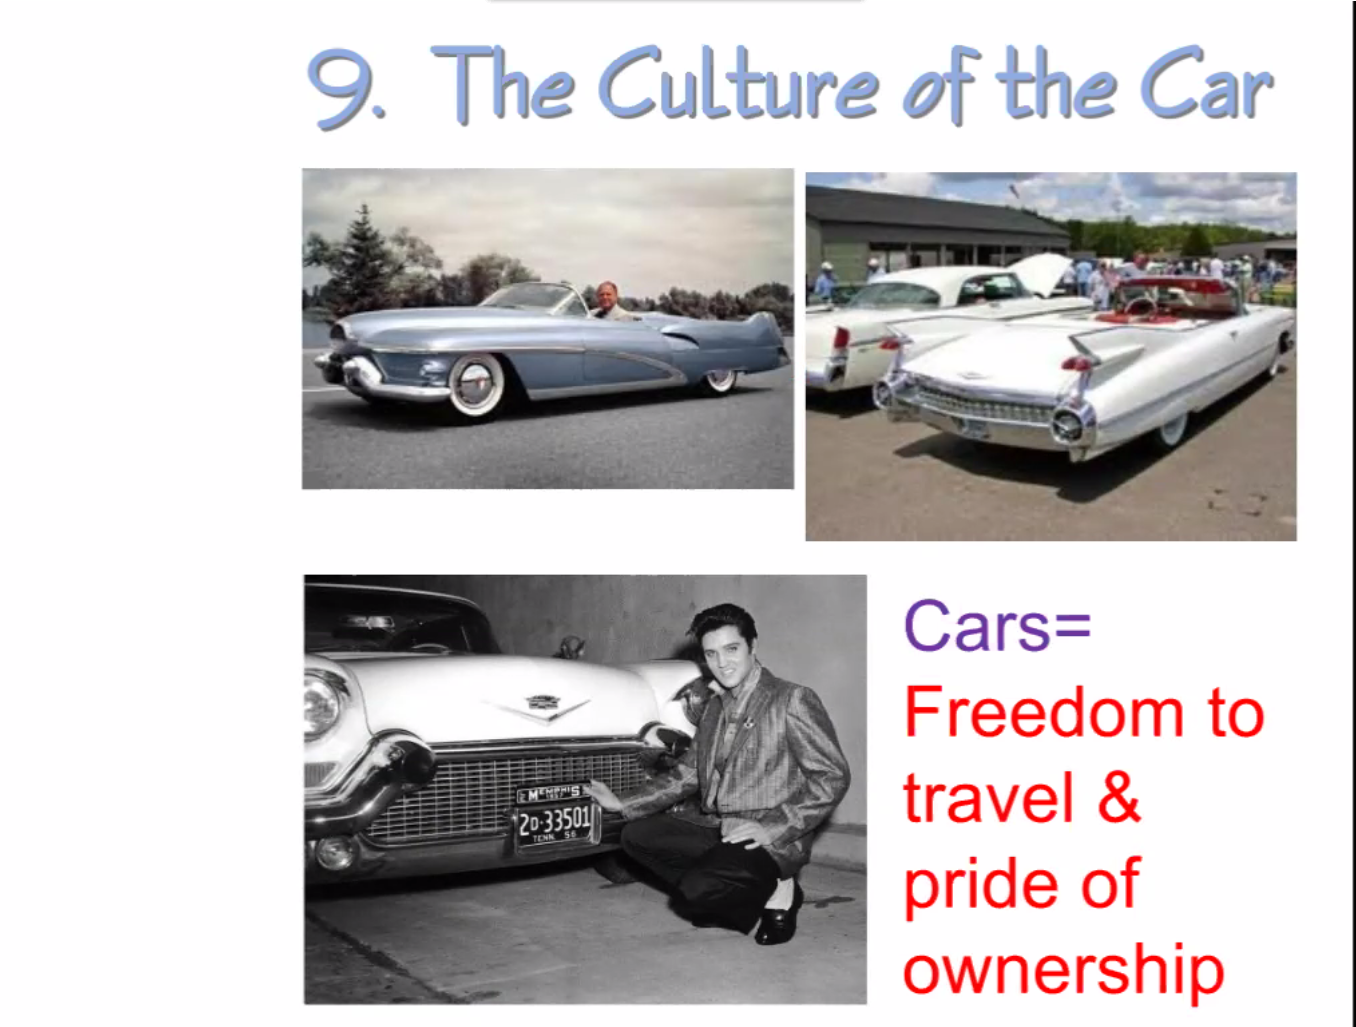 9. The Culture of the Car
MEMPHIS
2D·33501
TENN. 56
Cars=
Freedom to
travel &
pride of
ownership